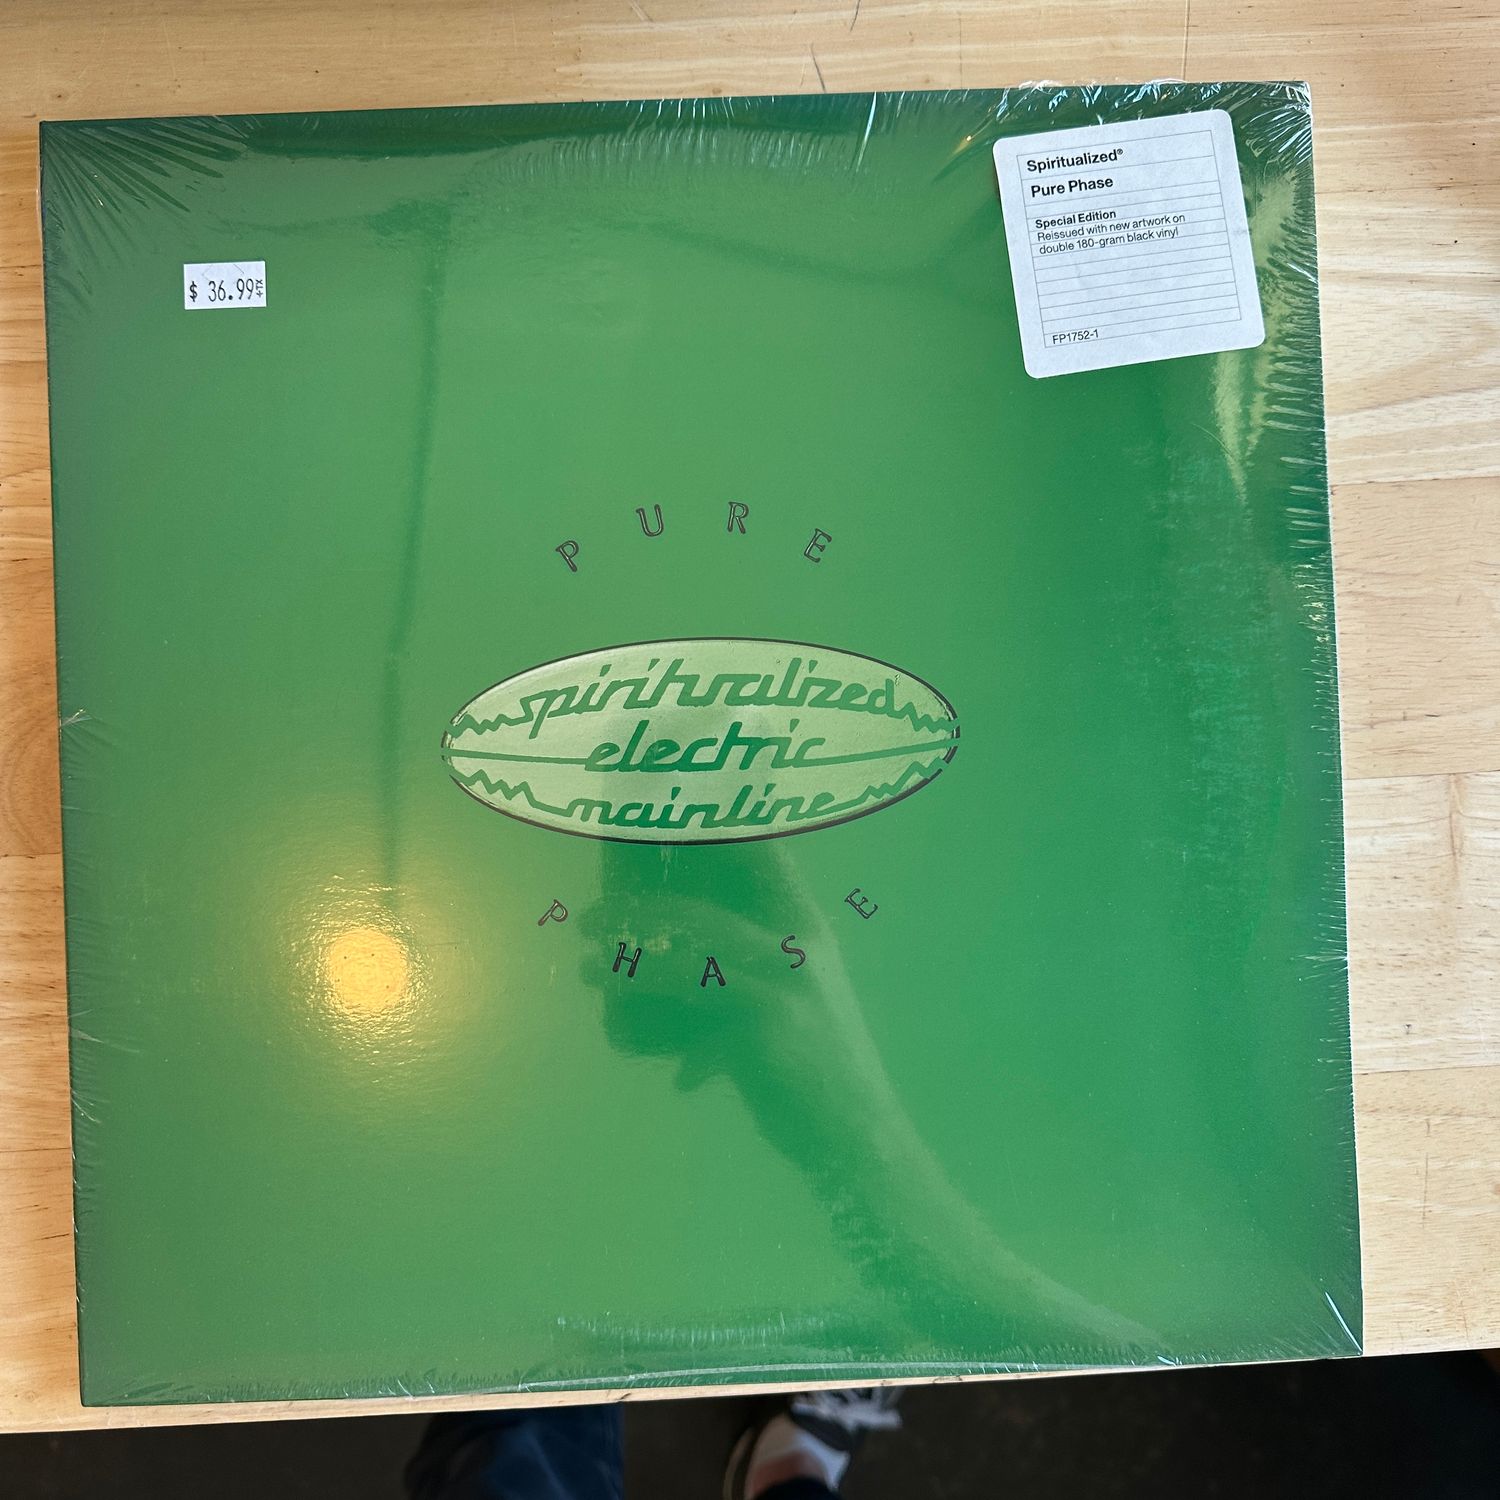 Spiritualized®
Pure Phase
Special Edition
Reissued with new artwork on
double 180-gram black vinyl
FP1752-1
$ 36.99 +TX
PURE
spiritualized
electric
mainline
PHASE